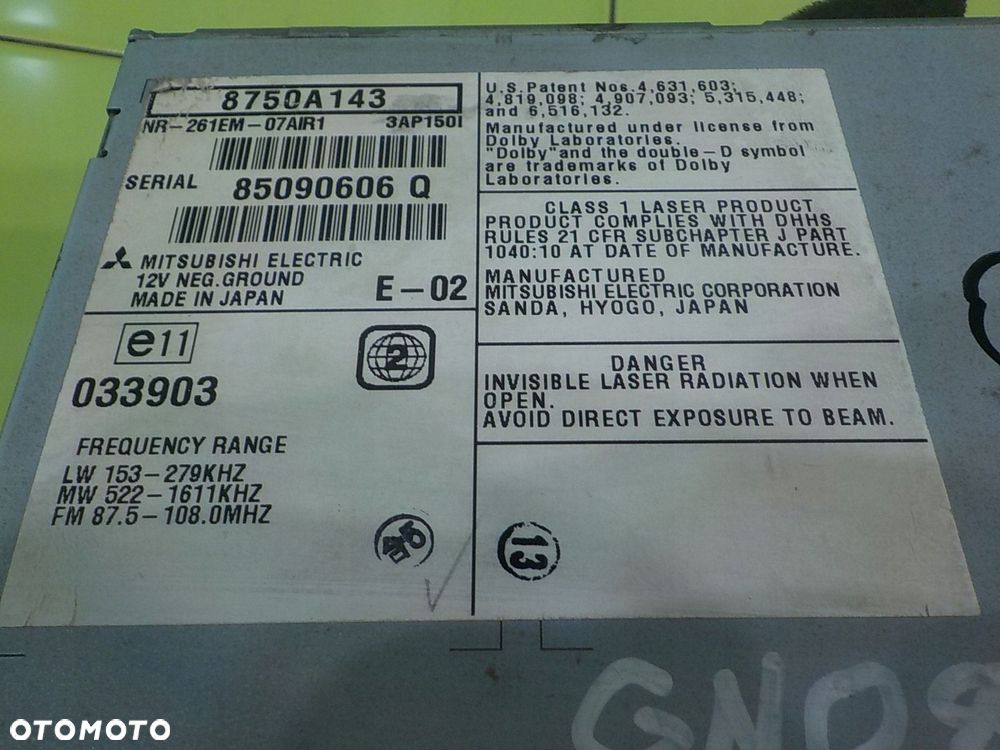 8750A143
NR-261EM-07AIR1 3AP150I
SERIAL 85090606 Q
MITSUBISHI ELECTRIC
12V NEG.GROUND
MADE IN JAPAN E-02
e11
2
033903
FREQUENCY RANGE
LW 153-279KHZ
MW 522-1611KHZ
FM 87.5-108.0MHZ
U.S.Patent Nos.4,631,603;
4,819,098; 4,907,093; 5,315,448;
and 6,516,132.
Manufactured under license from
Dolby Laboratories.
"Dolby"and the double-D symbol
are trademarks of Dolby
Laboratories.
CLASS 1 LASER PRODUCT
PRODUCT COMPLIES WITH DHHS
RULES 21 CFR SUBCHAPTER J PART
1040:10 AT DATE OF MANUFACTURE.
MANUFACTURED
MITSUBISHI ELECTRIC CORPORATION
SANDA, HYOGO, JAPAN
DANGER
INVISIBLE LASER RADIATION WHEN
OPEN.
AVOID DIRECT EXPOSURE TO BEAM.
13
OTOMOTO